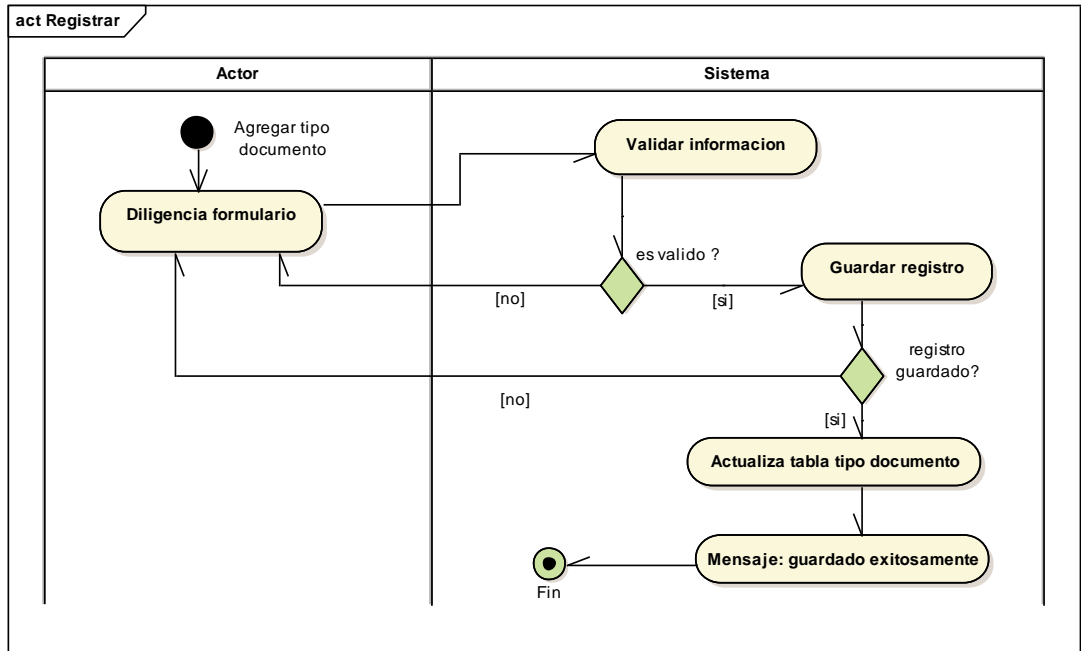 act Registrar
Actor
Sistema
Agregar tipo
documento
Validar informacion
Diligencia formulario
es valido ?
Guardar registro
[no]
[si]
registro
guardado?
[no]
[si]
Actualiza tabla tipo documento
Mensaje: guardado exitosamente
Fin